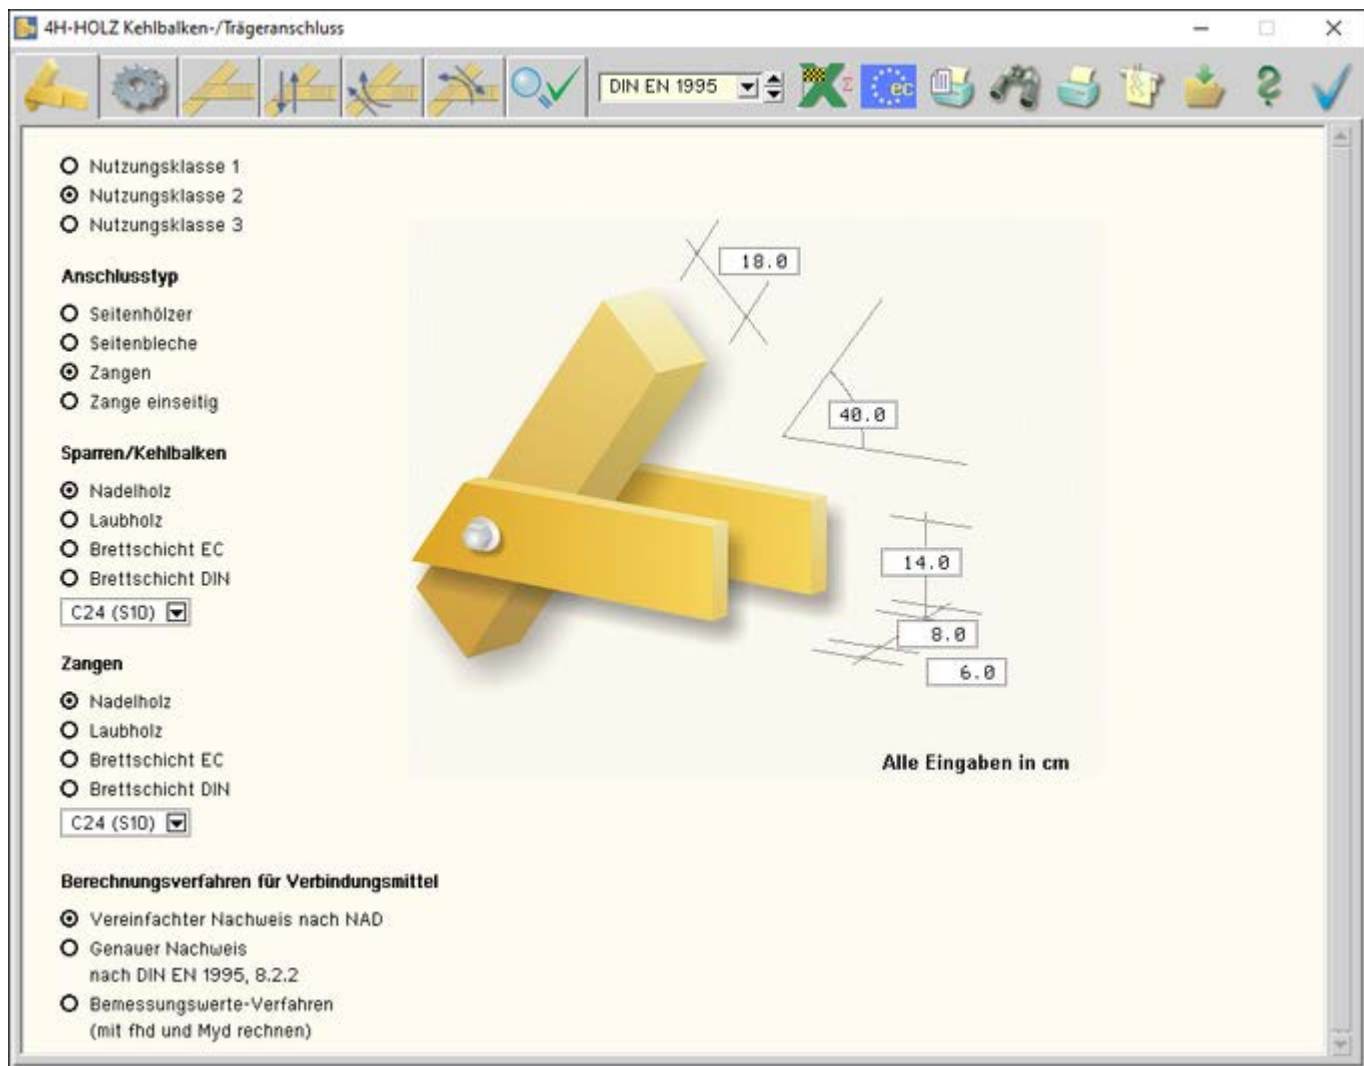 4H-HOLZ Kehlbalken-/Trägeranschluss
DIN EN 1995
Σ
ec
Nutzungsklasse 1
Nutzungsklasse 2
Nutzungsklasse 3
Anschlusstyp
Seitenhölzer
Seitenbleche
Zangen
Zange einseitig
Sparren/Kehlbalken
Nadelholz
Laubholz
Brettschicht EC
Brettschicht DIN
C24 (S10)
Zangen
Nadelholz
Laubholz
Brettschicht EC
Brettschicht DIN
C24 (S10)
Berechnungsverfahren für Verbindungsmittel
Vereinfachter Nachweis nach NAD
Genauer Nachweis
nach DIN EN 1995, 8.2.2
Bemessungswerte-Verfahren
(mit fhd und Myd rechnen)
18.0
40.0
14.0
8.0
6.0
Alle Eingaben in cm